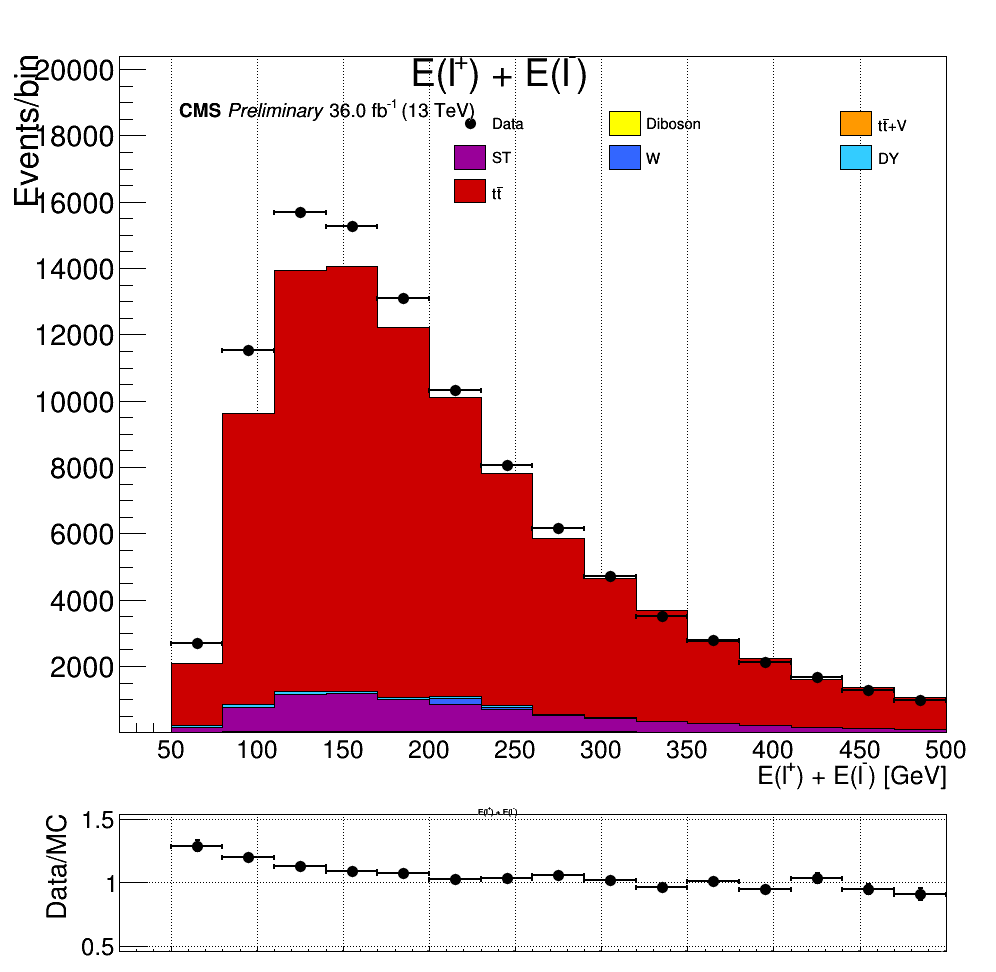 E(l⁺) + E(l⁻)
CMS Preliminary 36.0 fb⁻¹ (13 TeV)
Data
Diboson
tt̄+V
ST
W
DY
tt̄
Events/bin
20000
18000
16000
14000
12000
10000
8000
6000
4000
2000
50 100 150 200 250 300 350 400 450 500
E(l⁺) + E(l⁻) [GeV]
E(l⁺) + E(l⁻)
Data/MC
1.5
1
0.5